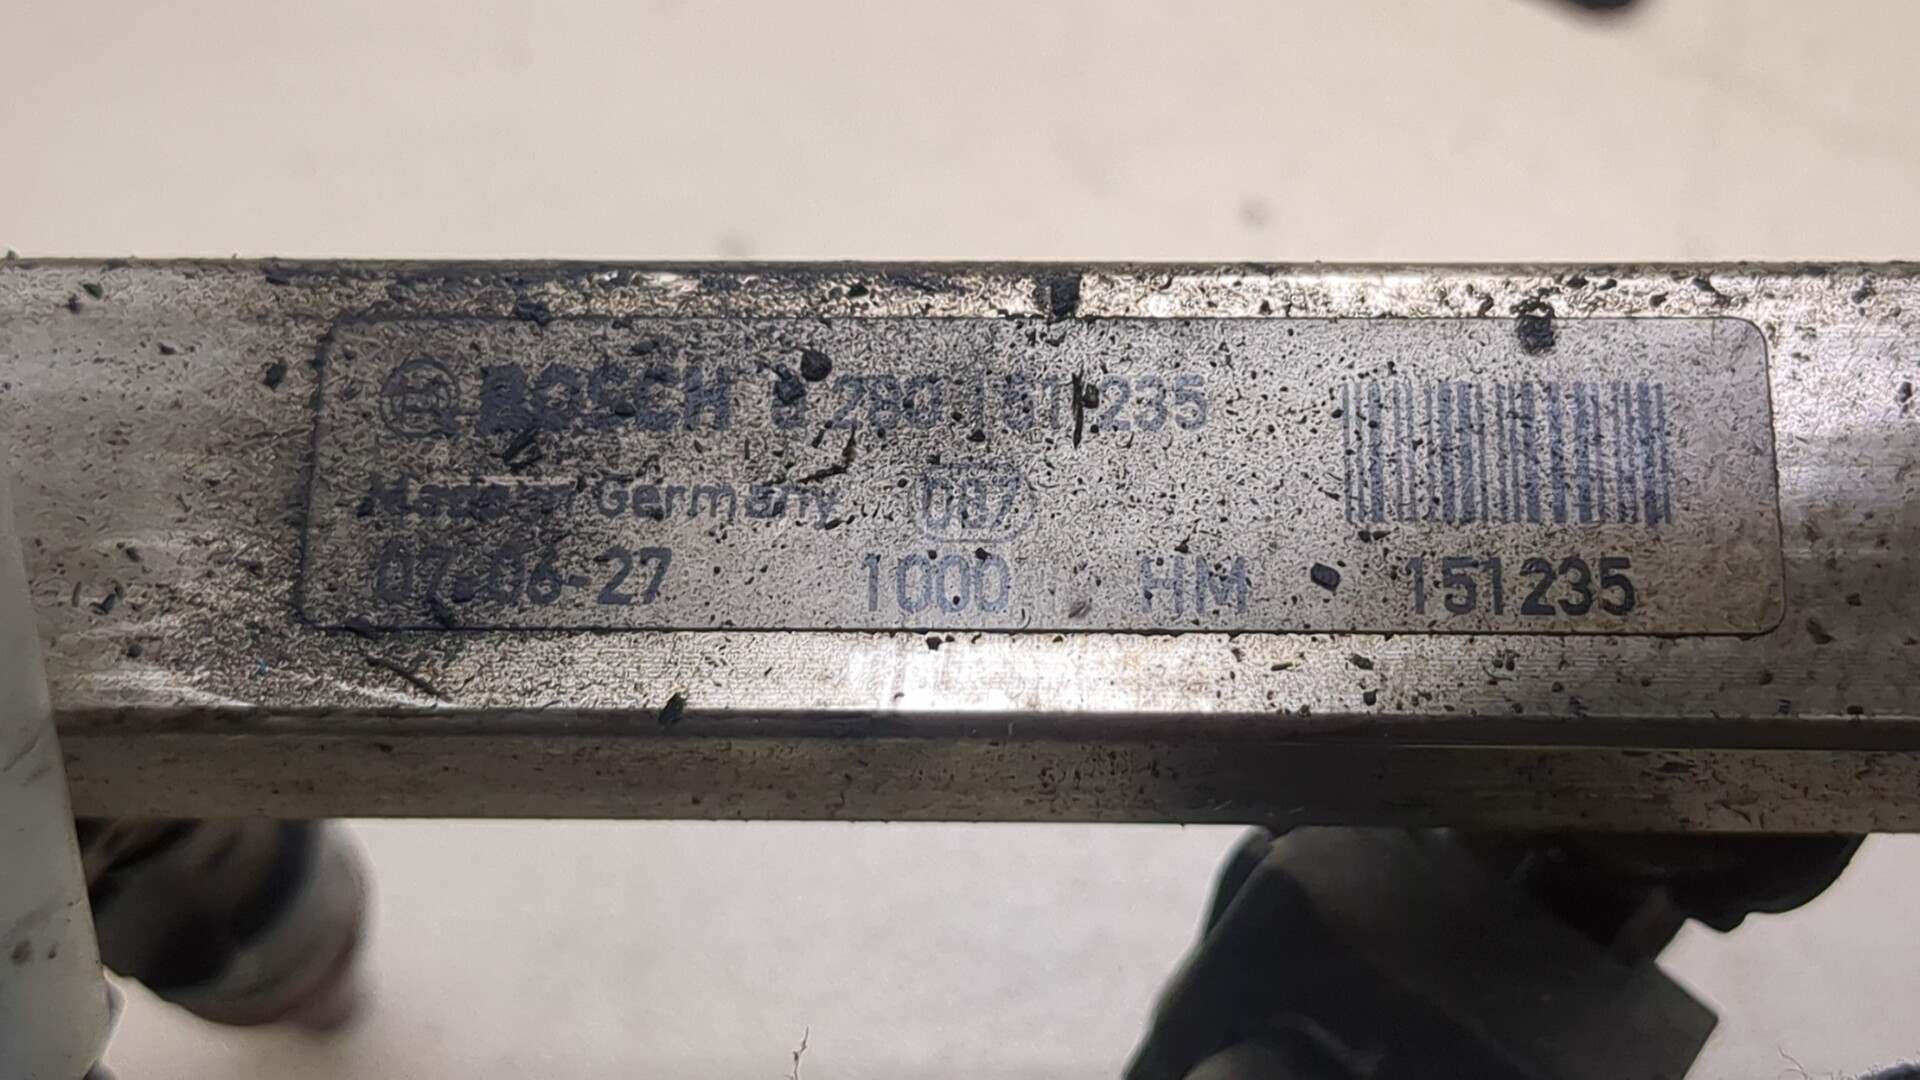 BOSCH 0 280 151 235
Made in Germany 087
07-06-27 1000 HM 151235